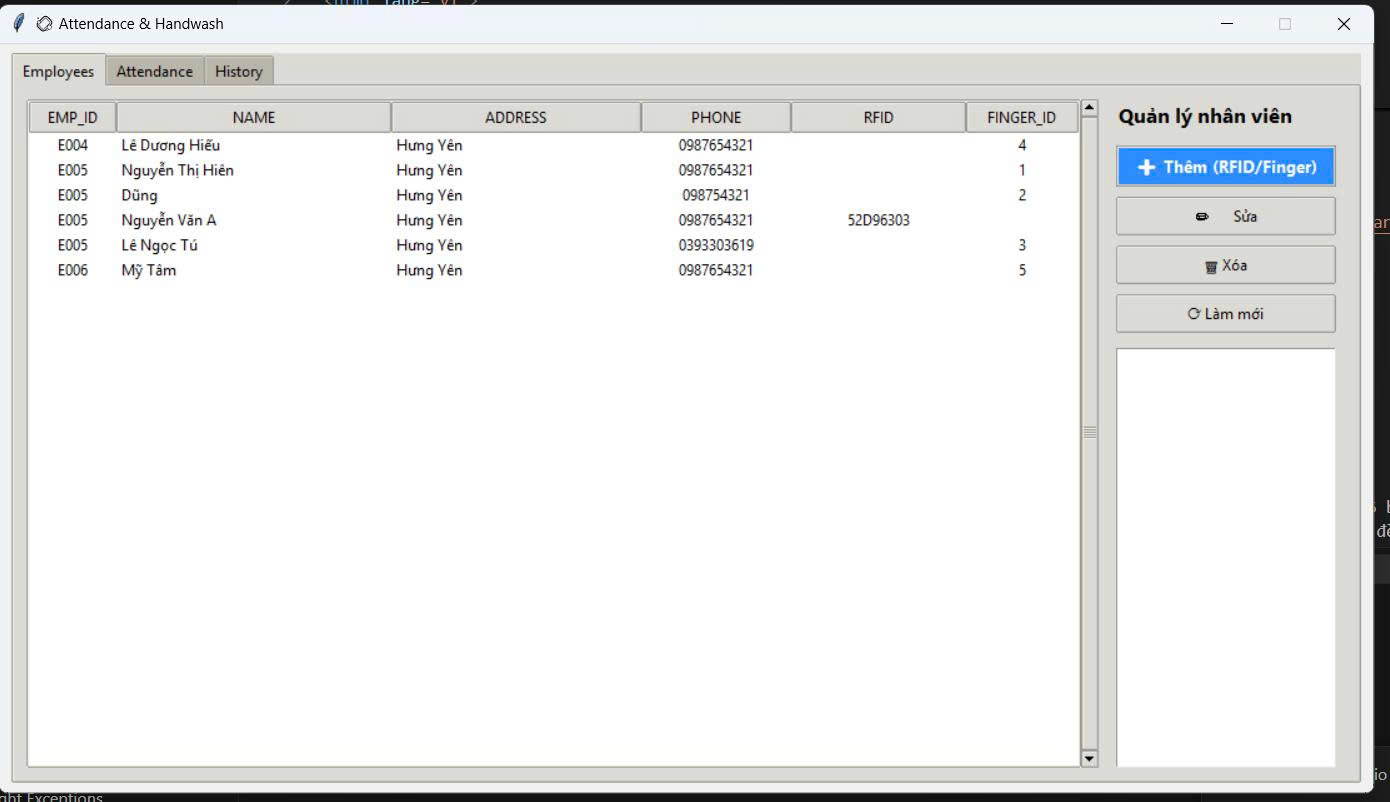 Attendance & Handwash
Employees Attendance History
EMP_ID NAME ADDRESS PHONE RFID FINGER_ID
E004 Lê Dương Hiếu Hưng Yên 0987654321 4
E005 Nguyễn Thị Hiên Hưng Yên 0987654321 1
E005 Dũng Hưng Yên 098754321 2
E005 Nguyễn Văn A Hưng Yên 0987654321 52D96303
E005 Lê Ngọc Tú Hưng Yên 0393303619 3
E006 Mỹ Tâm Hưng Yên 0987654321 5
Quản lý nhân viên
Thêm (RFID/Finger)
Sửa
Xóa
Làm mới
ght Exceptions